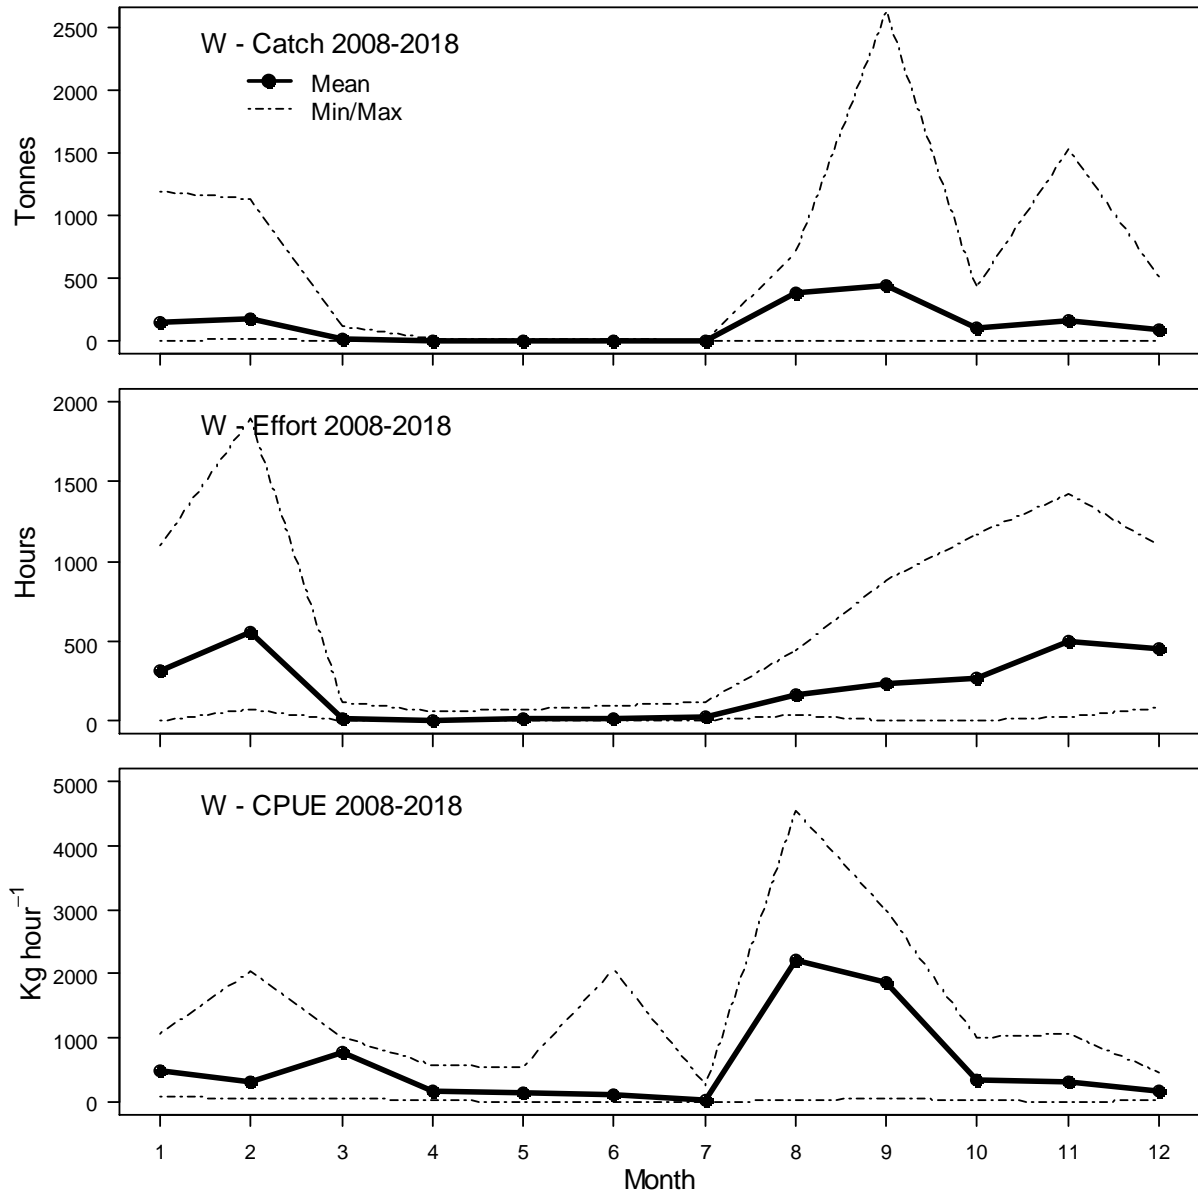 W - Catch 2008-2018
Mean
Min/Max
Tonnes
2500
2000
1500
1000
500
0
W - Effort 2008-2018
Hours
2000
1500
1000
500
0
W - CPUE 2008-2018
Kg hour⁻¹
5000
4000
3000
2000
1000
0
1 2 3 4 5 6 7 8 9 10 11 12
Month